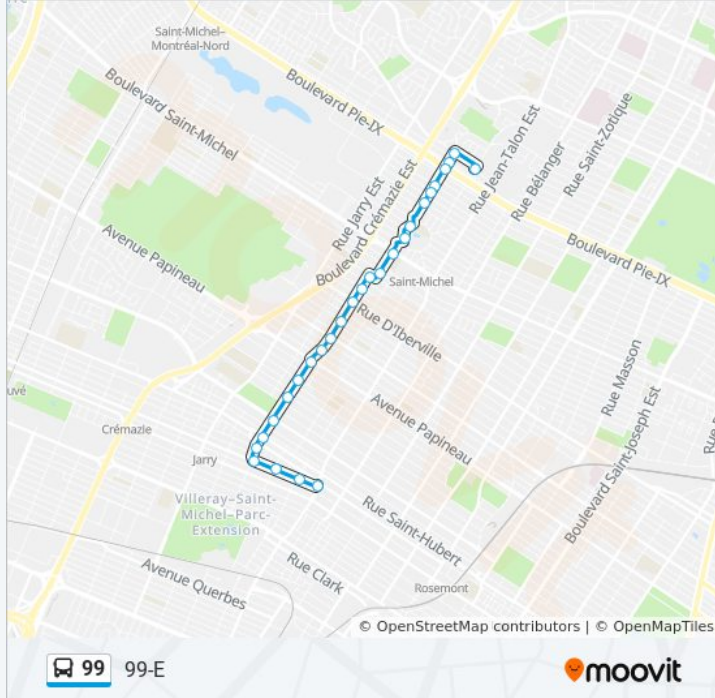 Saint-Michel–
Montréal-Nord
Boulevard Pie-IX
Boulevard Saint-Michel
Rue Saint-Zotique
Rue Jean-Talon Est
Rue Bélanger
Rue Jarry Est
Boulevard Crémazie Est
Avenue Papineau
Boulevard Pie-IX
Saint-Michel
Rue D'Iberville
Rue Masson
uvé
Avenue Papineau
Boulevard Saint-Joseph Est
Crémazie
Jarry
Villeray–Saint-
Michel–Parc-
Extension
Rue Saint-Hubert
Rue Clark
Avenue Querbes
Rosemont
© OpenStreetMap contributors | © OpenMapTiles
99 99-E
moovit